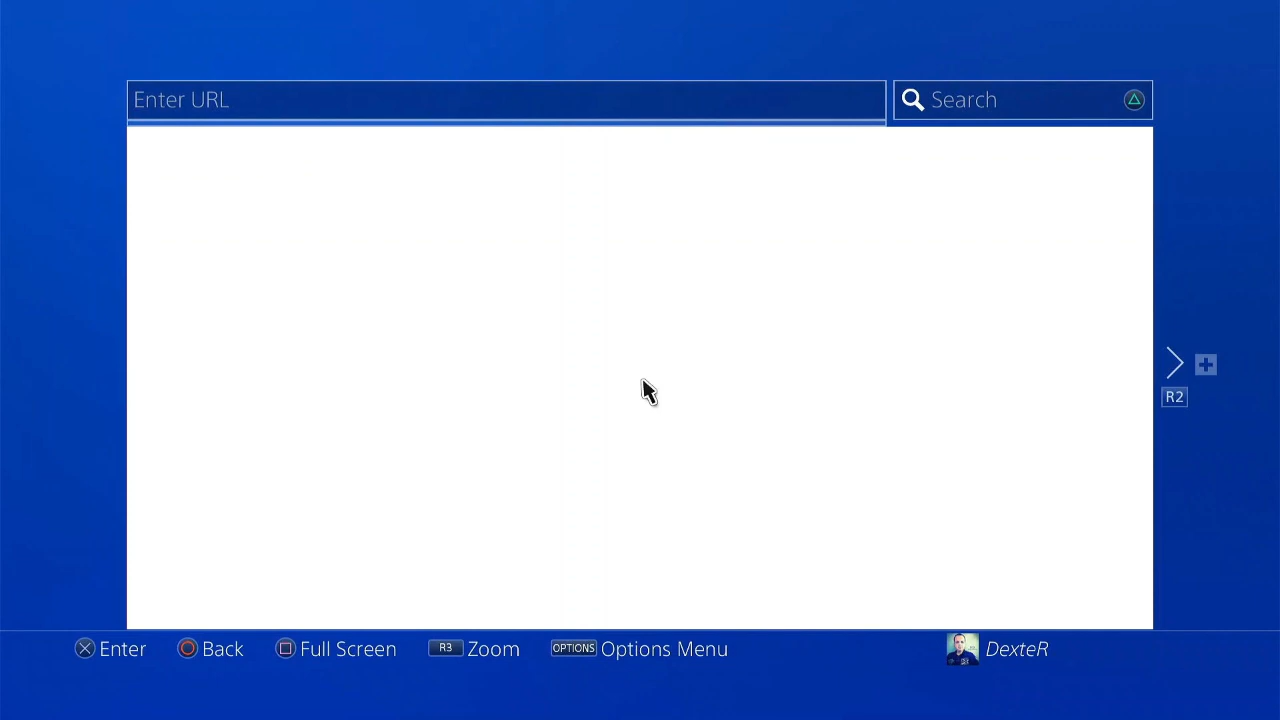 Enter URL
Search
R2
Enter
Back
Full Screen
R3 Zoom
OPTIONS Options Menu
DexteR